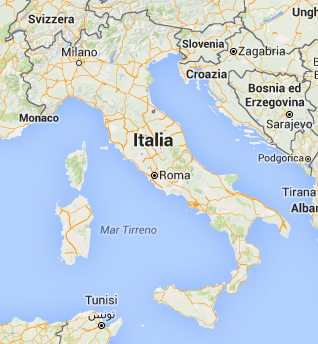 Svizzera
Ungh
Milano
Slovenia
Zagabria
Croazia
Bosnia ed
Erzegovina
Monaco
Sarajevo
Italia
Podgorica
Roma
Tirana
Alban
Mar Tirreno
Tunisi
تونس